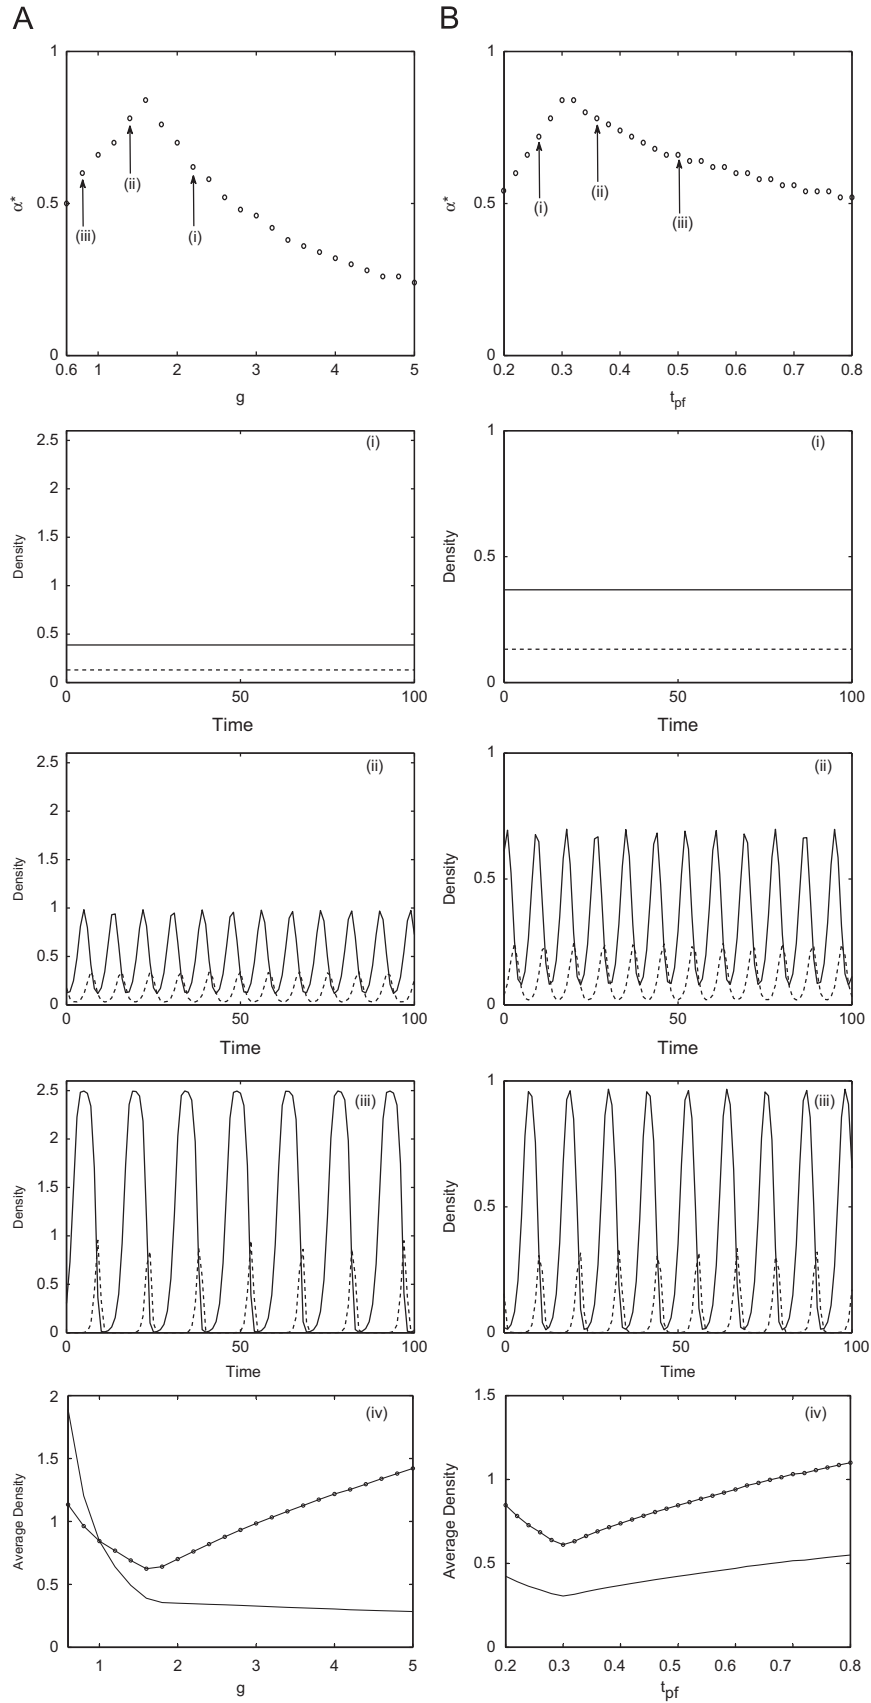 A
B
1
0.5
0
α*
(iii)
(ii)
(i)
0.6 1 2 3 4 5
g
1
0.5
0
α*
(i)
(ii)
(iii)
0.2 0.3 0.4 0.5 0.6 0.7 0.8
tpf
2.5
2
1.5
1
0.5
0
Density
(i)
0 50 100
Time
1
0.5
0
Density
(i)
0 50 100
Time
2.5
2
1.5
1
0.5
0
Density
(ii)
0 50 100
Time
1
0.5
0
Density
(ii)
0 50 100
Time
2.5
2
1.5
1
0.5
0
Density
(iii)
0 50 100
Time
1
0.5
0
Density
(iii)
0 50 100
Time
2
1.5
1
0.5
0
Average Density
(iv)
1 2 3 4 5
g
1.5
1
0.5
0
Average Density
(iv)
0.2 0.3 0.4 0.5 0.6 0.7 0.8
tpf